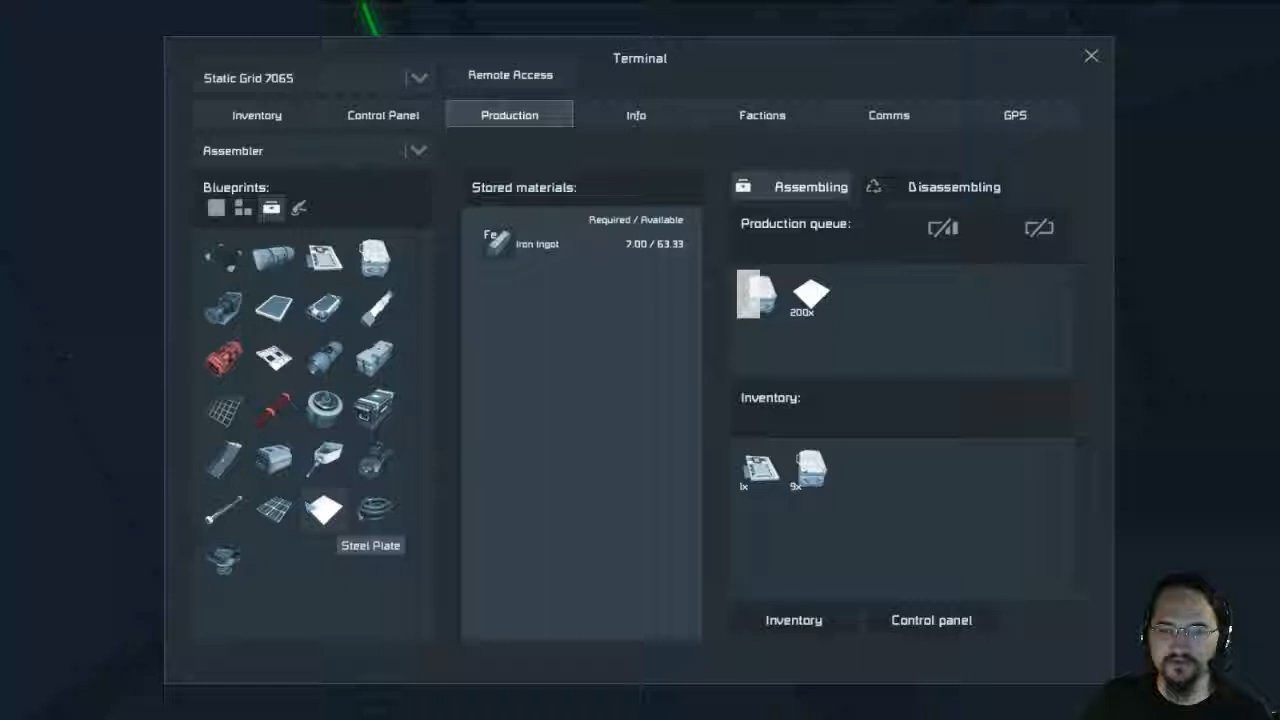 Terminal
Static Grid 7065
Remote Access
Inventory
Control Panel
Production
Info
Factions
Comms
GPS
Assembler
Blueprints:
Stored materials:
Required / Available
Fe
Iron Ingot
7.00 / 63.33
Assembling
Disassembling
Production queue:
200x
Inventory:
1x
9x
Steel Plate
Inventory
Control panel